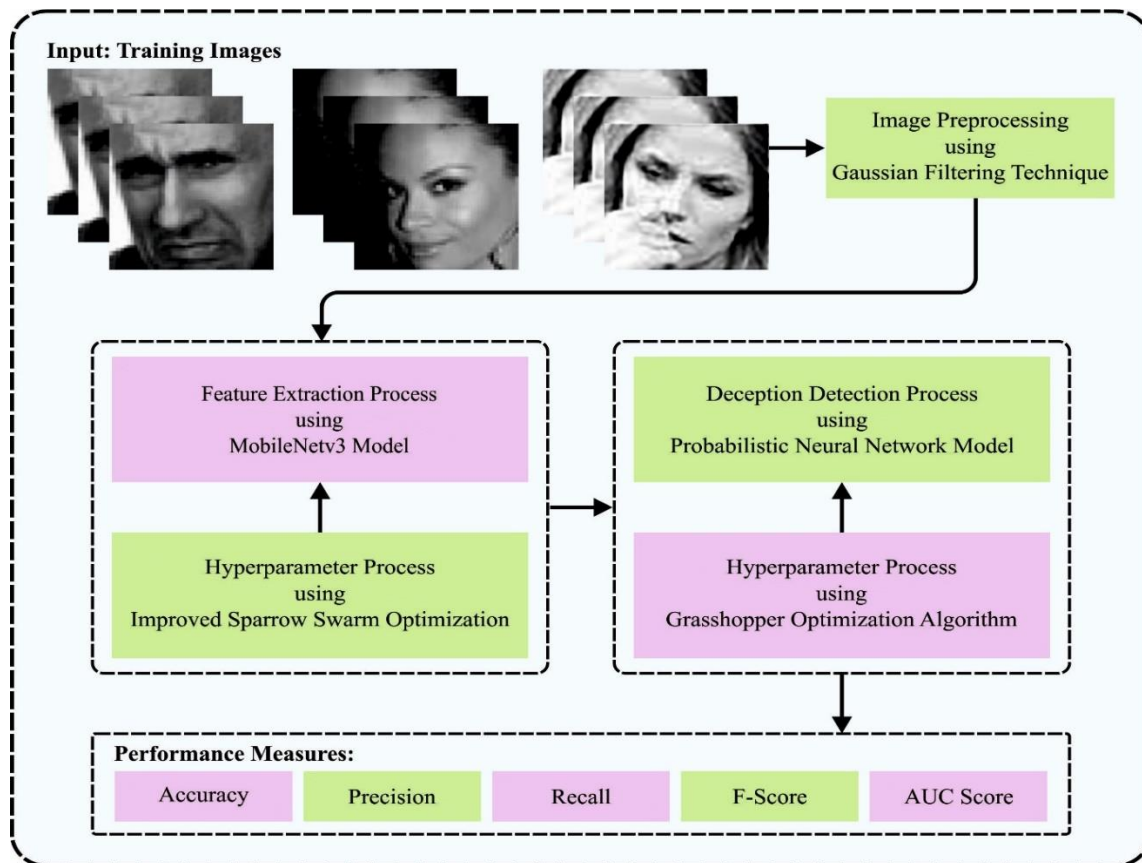 Input: Training Images
Image Preprocessing
using
Gaussian Filtering Technique
Feature Extraction Process
using
MobileNetv3 Model
Hyperparameter Process
using
Improved Sparrow Swarm Optimization
Deception Detection Process
using
Probabilistic Neural Network Model
Hyperparameter Process
using
Grasshopper Optimization Algorithm
Performance Measures:
Accuracy
Precision
Recall
F-Score
AUC Score